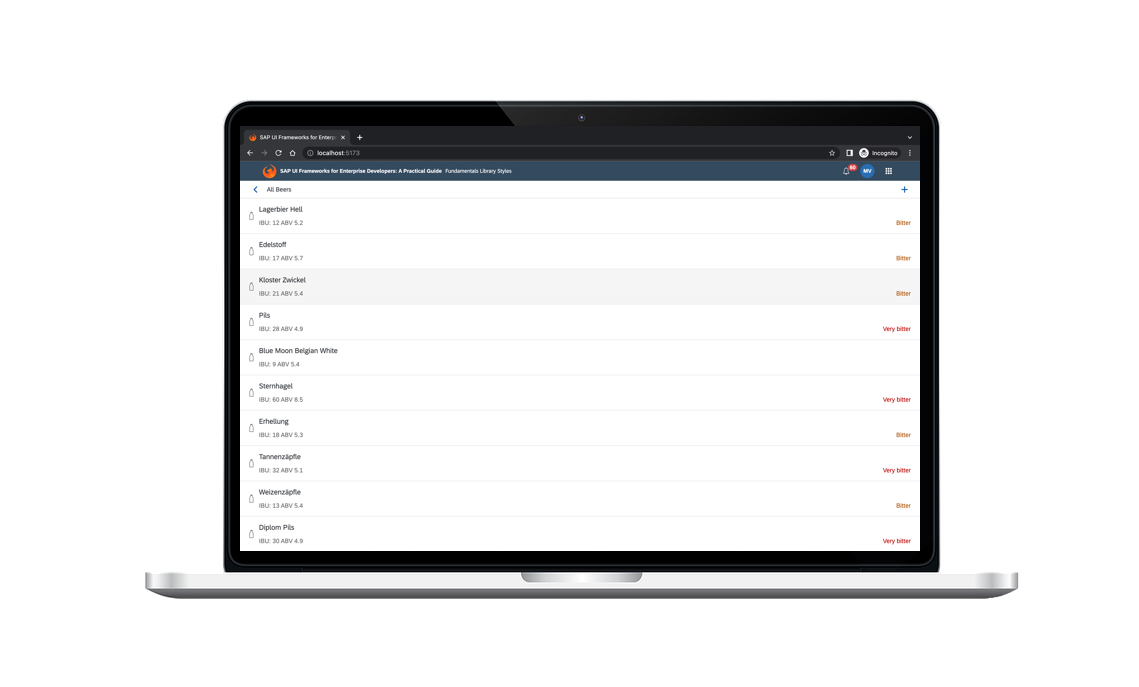 SAP UI Frameworks for Enterp
localhost:5173
Incognito
SAP UI Frameworks for Enterprise Developers: A Practical Guide Fundamentals Library Styles
60
MV
All Beers
Lagerbier Hell
IBU: 12 ABV 5.2
Bitter
Edelstoff
IBU: 17 ABV 5.7
Bitter
Kloster Zwickel
IBU: 21 ABV 5.4
Bitter
Pils
IBU: 28 ABV 4.9
Very bitter
Blue Moon Belgian White
IBU: 9 ABV 5.4
Sternhagel
IBU: 60 ABV 8.5
Very bitter
Erhellung
IBU: 18 ABV 5.3
Bitter
Tannenzäpfle
IBU: 32 ABV 5.1
Very bitter
Weizenzäpfle
IBU: 13 ABV 5.4
Bitter
Diplom Pils
IBU: 30 ABV 4.9
Very bitter